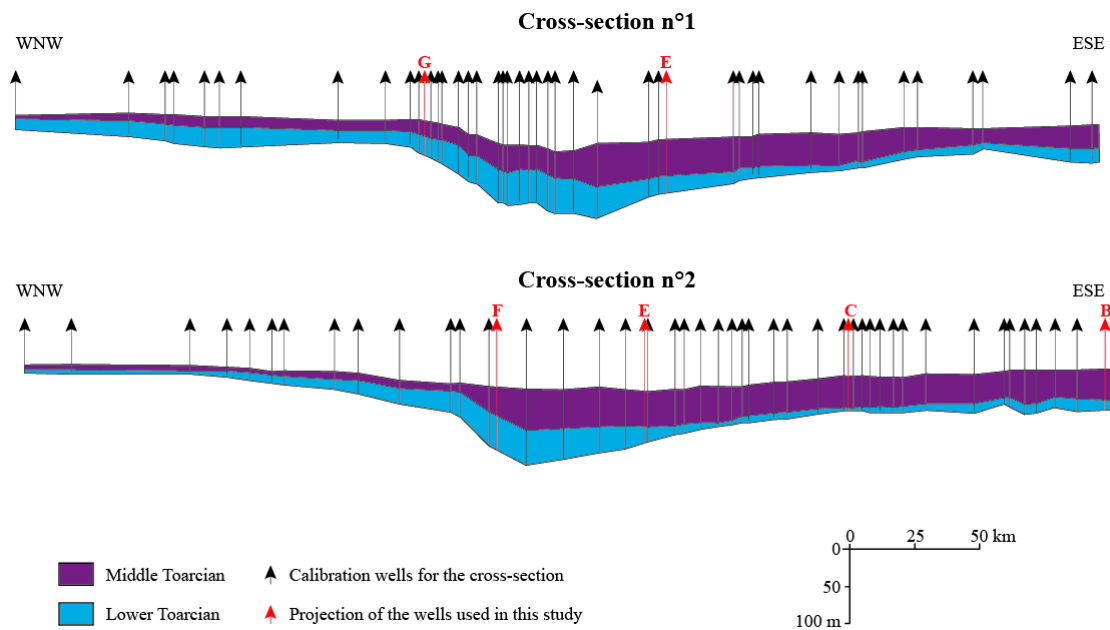 Cross-section n°1
WNW
ESE
G
E
Cross-section n°2
WNW
ESE
F
E
C
B
0 25 50 km
0
50
100 m
Middle Toarcian
Calibration wells for the cross-section
Lower Toarcian
Projection of the wells used in this study